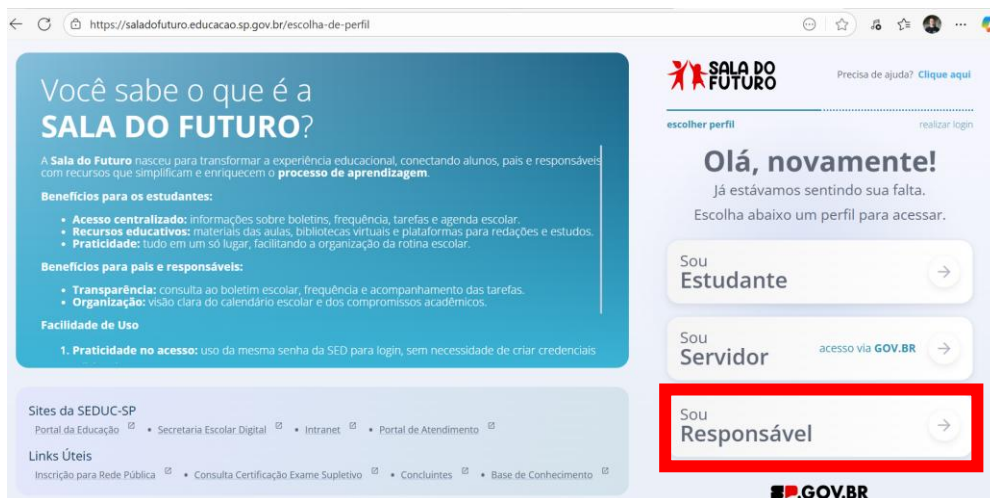 https://saladofuturo.educacao.sp.gov.br/escolha-de-perfil
Você sabe o que é a
SALA DO FUTURO?
A Sala do Futuro nasceu para transformar a experiência educacional, conectando alunos, pais e responsáveis
com recursos que simplificam e enriquecem o processo de aprendizagem.
Benefícios para os estudantes:
• Acesso centralizado: informações sobre boletins, frequência, tarefas e agenda escolar.
• Recursos educativos: materiais das aulas, bibliotecas virtuais e plataformas para redações e estudos.
• Praticidade: tudo em um só lugar, facilitando a organização da rotina escolar.
Benefícios para pais e responsáveis:
• Transparência: consulta ao boletim escolar, frequência e acompanhamento das tarefas.
• Organização: visão clara do calendário escolar e dos compromissos acadêmicos.
Facilidade de Uso
1. Praticidade no acesso: uso da mesma senha da SED para login, sem necessidade de criar credenciais
Sites da SEDUC-SP
Portal da Educação • Secretaria Escolar Digital • Intranet • Portal de Atendimento
Links Úteis
Inscrição para Rede Pública • Consulta Certificação Exame Supletivo • Concluintes • Base de Conhecimento
SALA DO
FUTURO
Precisa de ajuda? Clique aqui
escolher perfil realizar login
Olá, novamente!
Já estávamos sentindo sua falta.
Escolha abaixo um perfil para acessar.
Sou
Estudante
Sou
Servidor
acesso via GOV.BR
Sou
Responsável
SP.GOV.BR